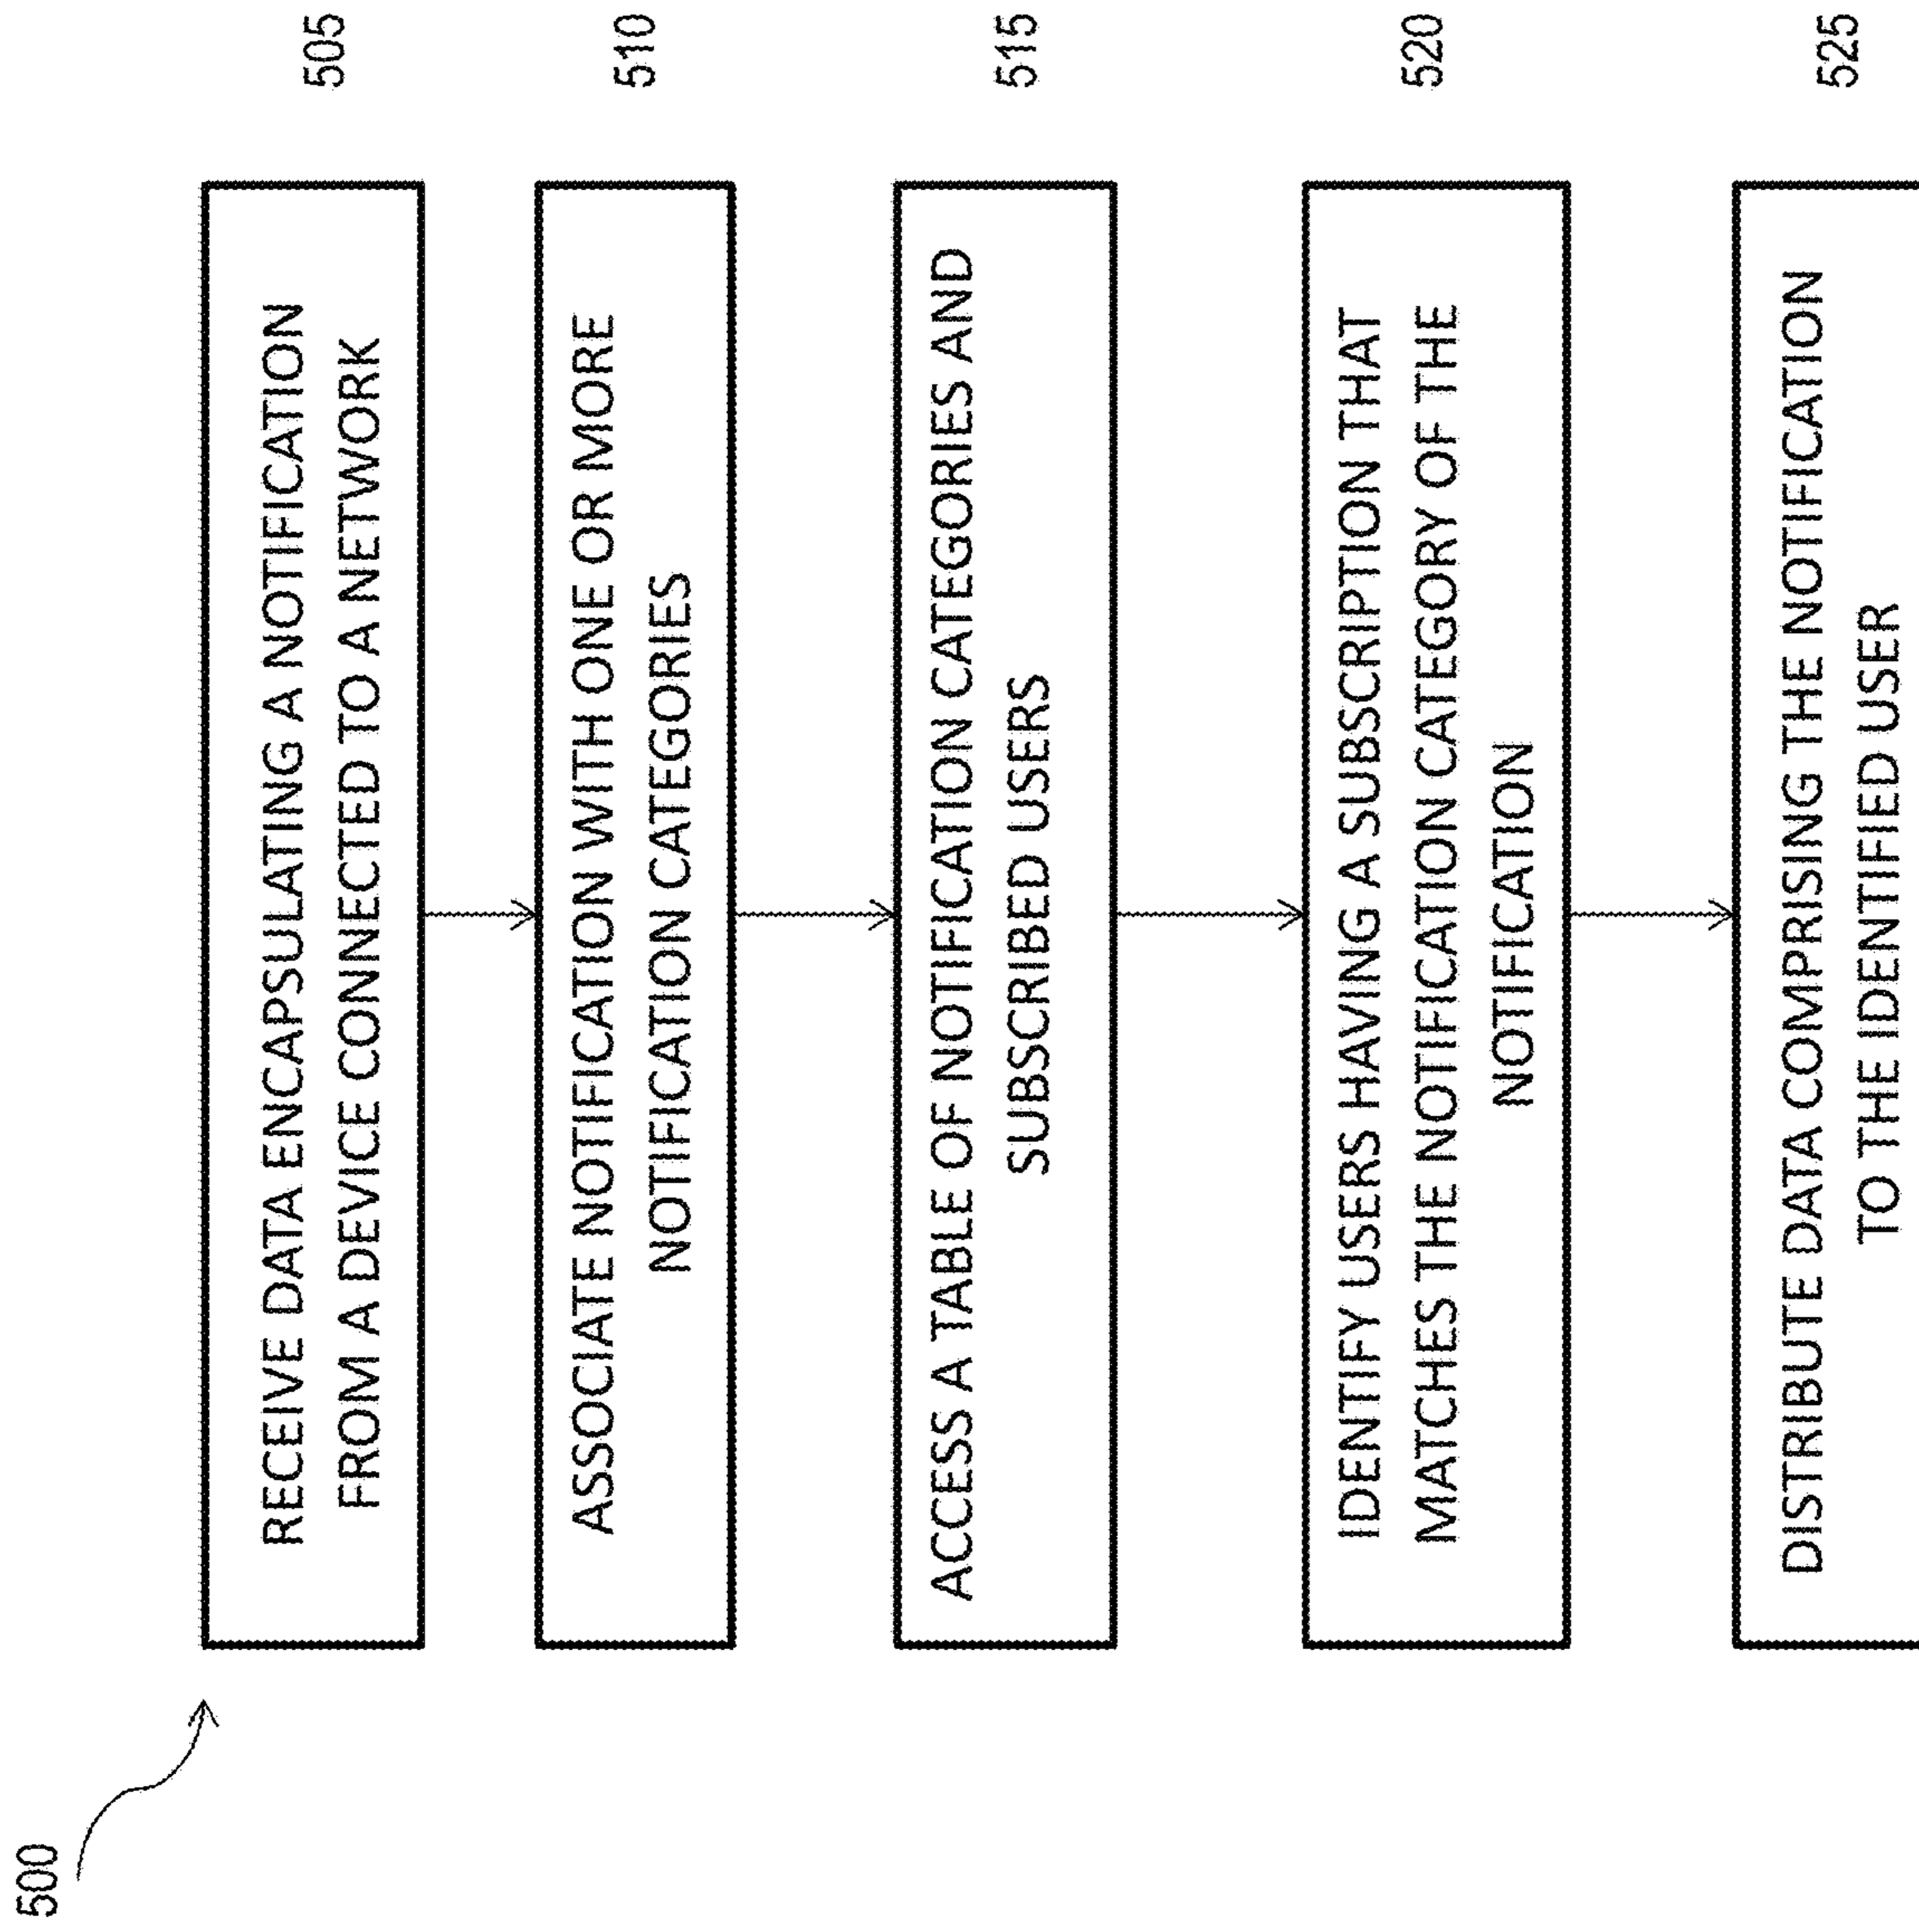 500
RECEIVE DATA ENCAPSULATING A NOTIFICATION
FROM A DEVICE CONNECTED TO A NETWORK
505
ASSOCIATE NOTIFICATION WITH ONE OR MORE
NOTIFICATION CATEGORIES
510
ACCESS A TABLE OF NOTIFICATION CATEGORIES AND
SUBSCRIBED USERS
515
IDENTIFY USERS HAVING A SUBSCRIPTION THAT
MATCHES THE NOTIFICATION CATEGORY OF THE
NOTIFICATION
520
DISTRIBUTE DATA COMPRISING THE NOTIFICATION
TO THE IDENTIFIED USER
525